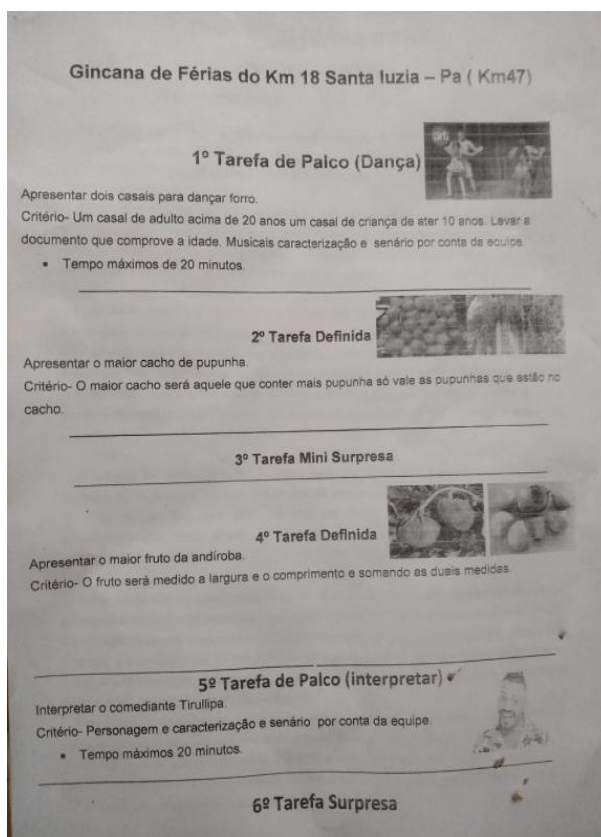 Gincana de Férias do Km 18 Santa luzia – Pa ( Km47)
1º Tarefa de Palco (Dança)
Apresentar dois casais para dançar forro.
Critério- Um casal de adulto acima de 20 anos um casal de criança de ater 10 anos. Levar a
documento que comprove a idade. Musicais caracterização e senário por conta da equipe.
• Tempo máximos de 20 minutos.
2º Tarefa Definida
Apresentar o maior cacho de pupunha.
Critério- O maior cacho será aquele que conter mais pupunha só vale as pupunhas que estão no
cacho.
3º Tarefa Mini Surpresa
4º Tarefa Definida
Apresentar o maior fruto da andiroba.
Critério- O fruto será medido a largura e o comprimento e somando as duais medidas.
5º Tarefa de Palco (interpretar)
Interpretar o comediante Tirullipa.
Critério- Personagem e caracterização e senário por conta da equipe.
• Tempo máximos 20 minutos.
6º Tarefa Surpresa